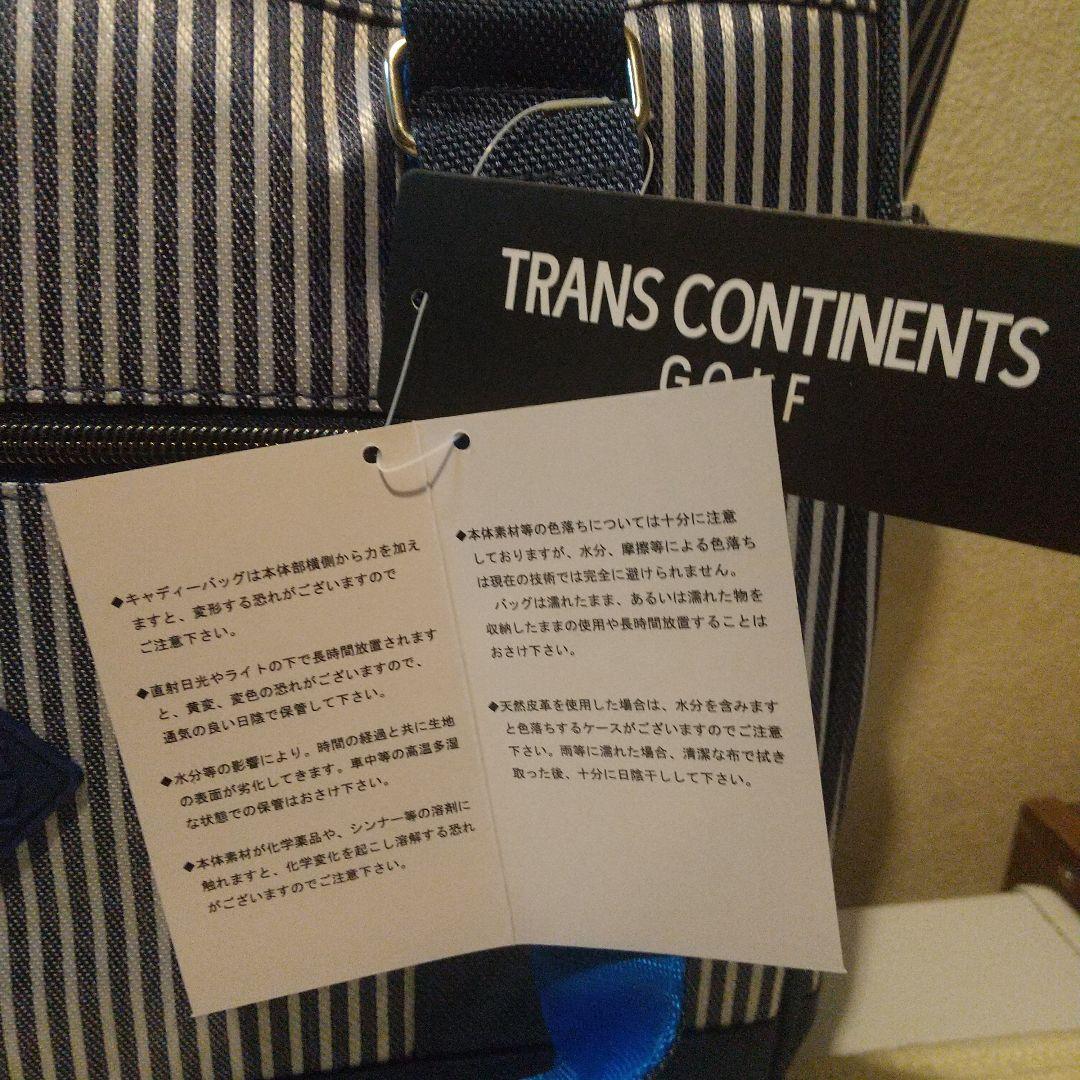 TRANS CONTINENTS
GOLF
◆キャディーバッグは本体部横側から力を加え
ますと、変形する恐れがございますので
ご注意下さい。
◆直射日光やライトの下で長時間放置されます
と、黄変、変色の恐れがございますので、
通気の良い日陰で保管して下さい。
◆水分等の影響により。時間の経過と共に生地
の表面が劣化してきます。車中等の高温多湿
な状態での保管はおさけ下さい。
◆本体素材が化学薬品や、シンナー等の溶剤に
触れますと、化学変化を起こし溶解する恐れ
がございますのでご注意下さい。
◆本体素材等の色落ちについては十分に注意
しておりますが、水分、摩擦等による色落ち
は現在の技術では完全に避けられません。
バッグは濡れたまま、あるいは濡れた物を
収納したままの使用や長時間放置することは
おさけ下さい。
◆天然皮革を使用した場合は、水分を含みます
と色落ちするケースがございますのでご注意
下さい。雨等に濡れた場合、清潔な布で拭き
取った後、十分に日陰干しして下さい。